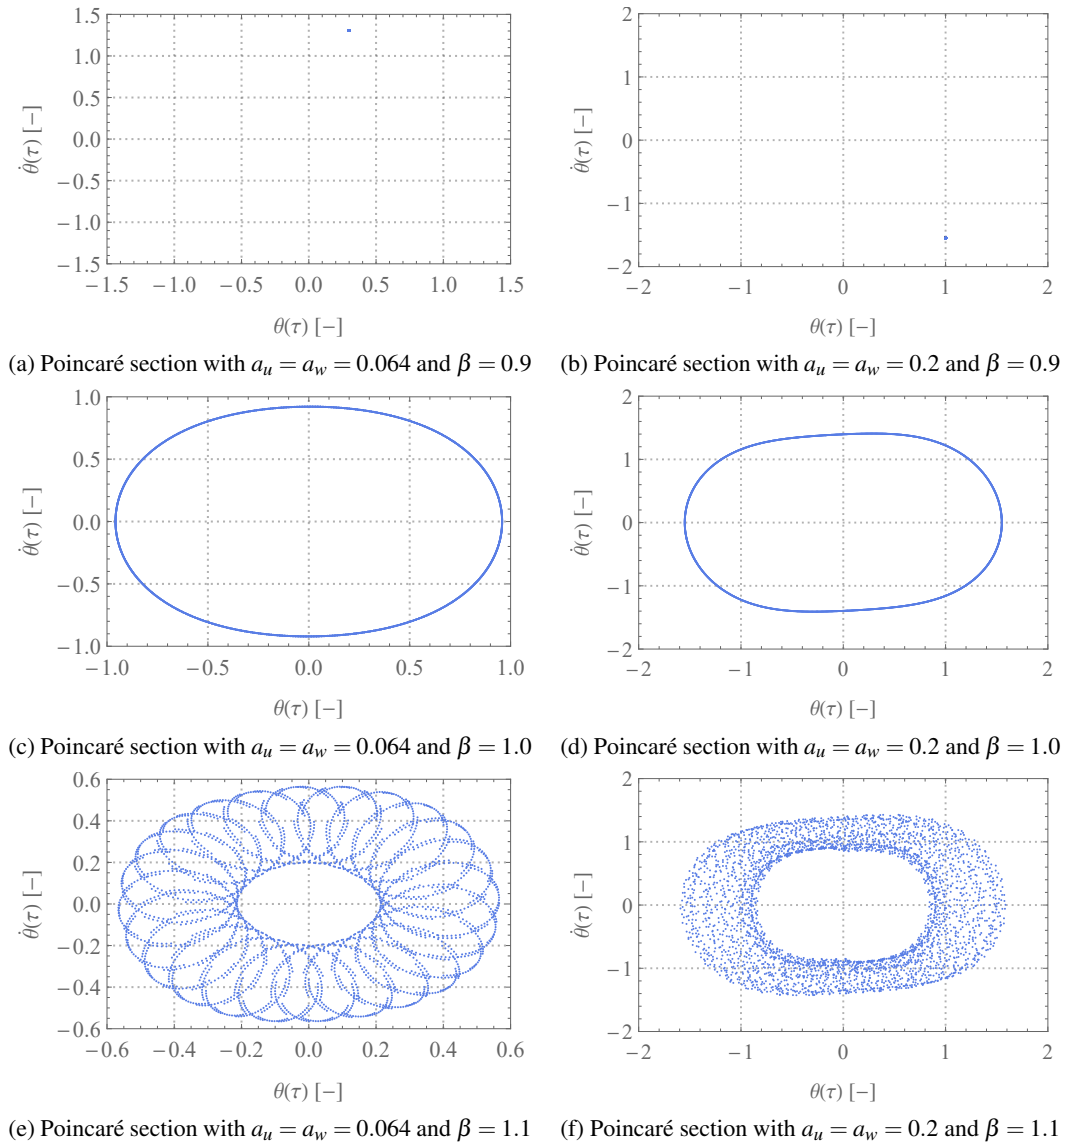 1.5
1.0
0.5
0.0
−0.5
−1.0
−1.5
−1.5 −1.0 −0.5 0.0 0.5 1.0 1.5
θ̇(τ) [−]
θ(τ) [−]
(a) Poincaré section with a_u = a_w = 0.064 and β = 0.9
2
1
0
−1
−2
−2 −1 0 1 2
θ̇(τ) [−]
θ(τ) [−]
(b) Poincaré section with a_u = a_w = 0.2 and β = 0.9
1.0
0.5
0.0
−0.5
−1.0
−1.0 −0.5 0.0 0.5 1.0
θ̇(τ) [−]
θ(τ) [−]
(c) Poincaré section with a_u = a_w = 0.064 and β = 1.0
2
1
0
−1
−2
−2 −1 0 1 2
θ̇(τ) [−]
θ(τ) [−]
(d) Poincaré section with a_u = a_w = 0.2 and β = 1.0
0.6
0.4
0.2
0.0
−0.2
−0.4
−0.6
−0.6 −0.4 −0.2 0.0 0.2 0.4 0.6
θ̇(τ) [−]
θ(τ) [−]
(e) Poincaré section with a_u = a_w = 0.064 and β = 1.1
2
1
0
−1
−2
−2 −1 0 1 2
θ̇(τ) [−]
θ(τ) [−]
(f) Poincaré section with a_u = a_w = 0.2 and β = 1.1